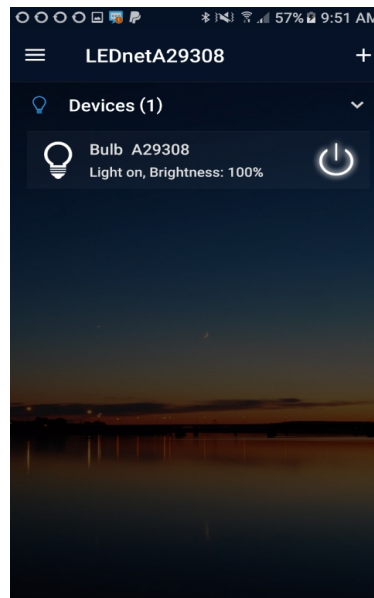 57% 9:51 AM
LEDnetA29308
Devices (1)
Bulb A29308
Light on, Brightness: 100%